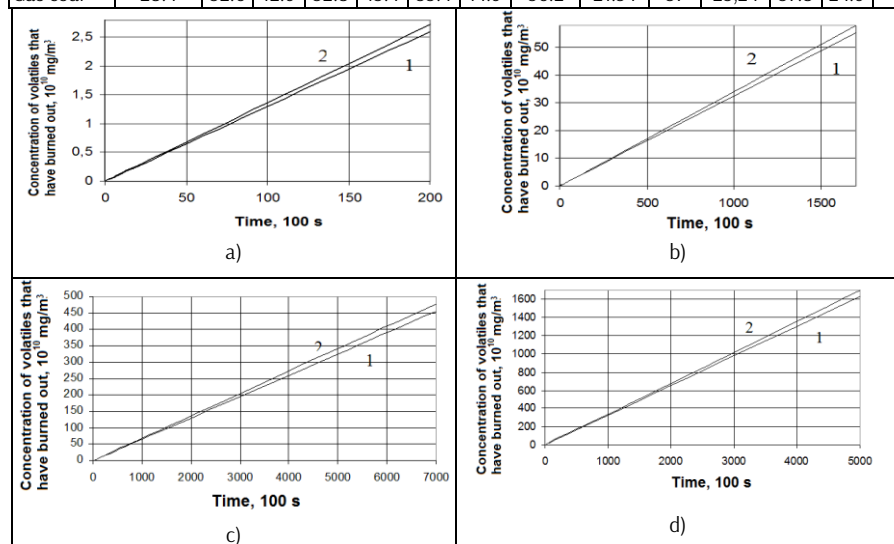 2,5
2
1,5
1
0,5
0
Concentration of volatiles that
have burned out, 10¹⁰ mg/m³
2
1
0 50 100 150 200
Time, 100 s
a)
50
40
30
20
10
0
Concentration of volatiles that
have burned out, 10¹⁰ mg/m³
2
1
0 500 1000 1500
Time, 100 s
b)
500
450
400
350
300
250
200
150
100
50
0
Concentration of volatiles that
have burned out, 10¹⁰ mg/m³
2
1
0 1000 2000 3000 4000 5000 6000 7000
Time, 100 s
c)
1600
1400
1200
1000
800
600
400
200
0
Concentration of volatiles that
have burned out, 10¹⁰ mg/m³
2
1
0 1000 2000 3000 4000 5000
Time, 100 s
d)